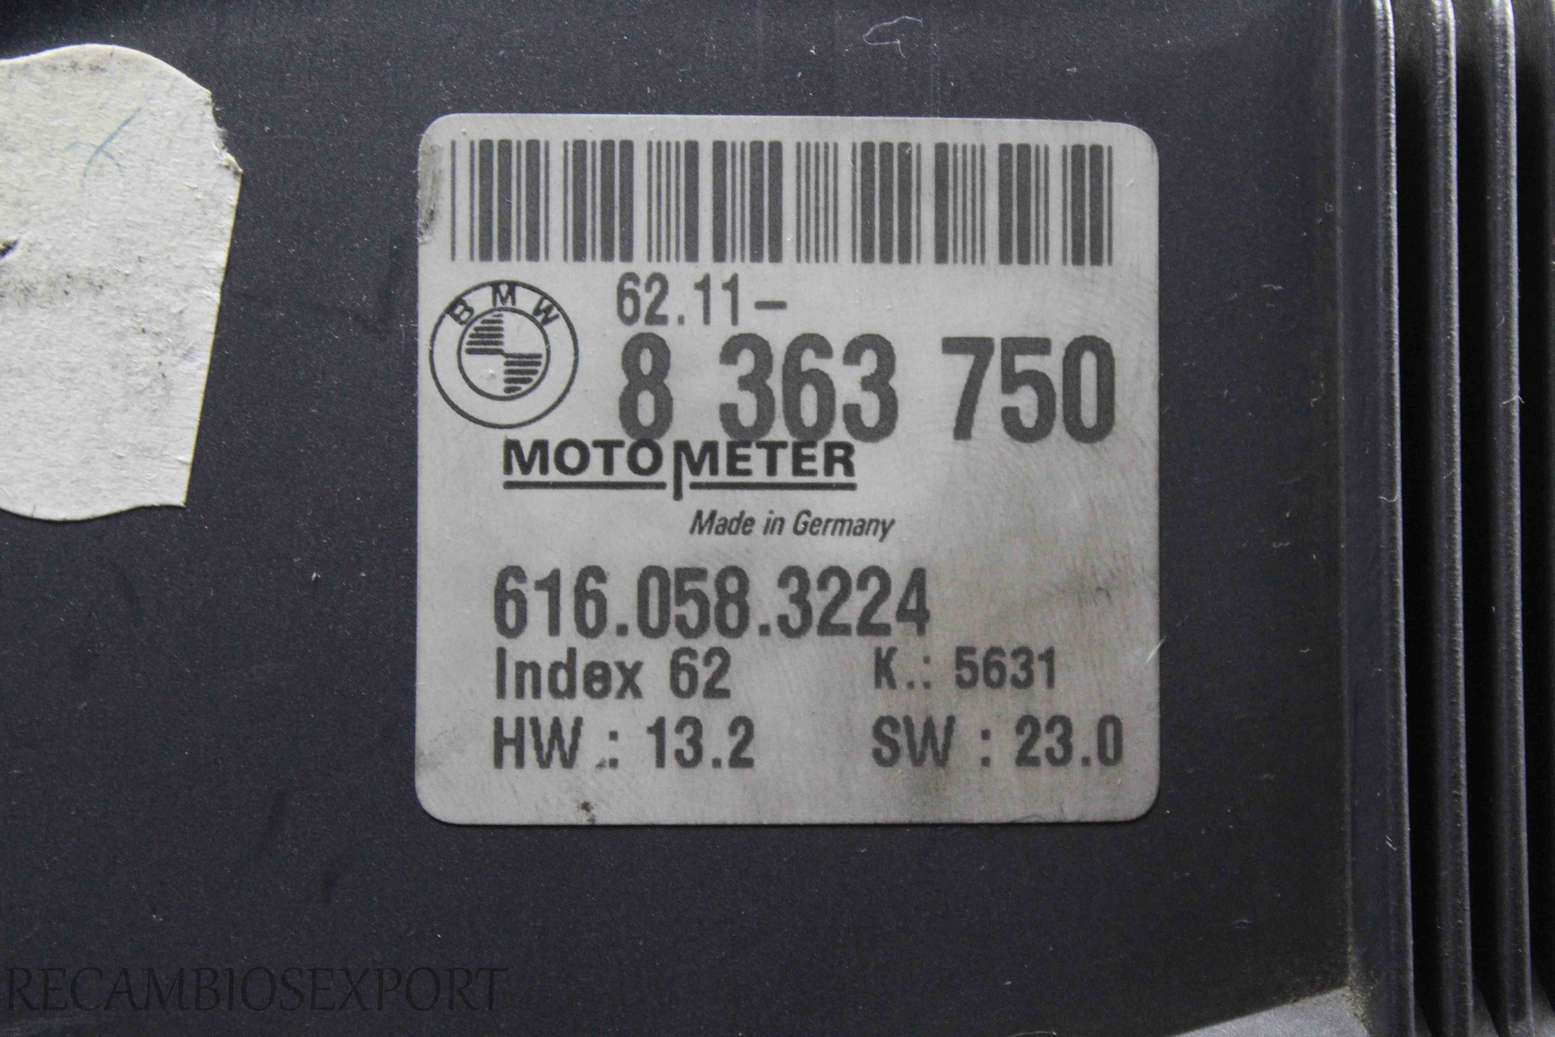 BMW
62.11-
8 363 750
MOTOMETER
Made in Germany
616.058.3224
Index 62 K.: 5631
HW.: 13.2 SW: 23.0
RECAMBIOSEXPORT